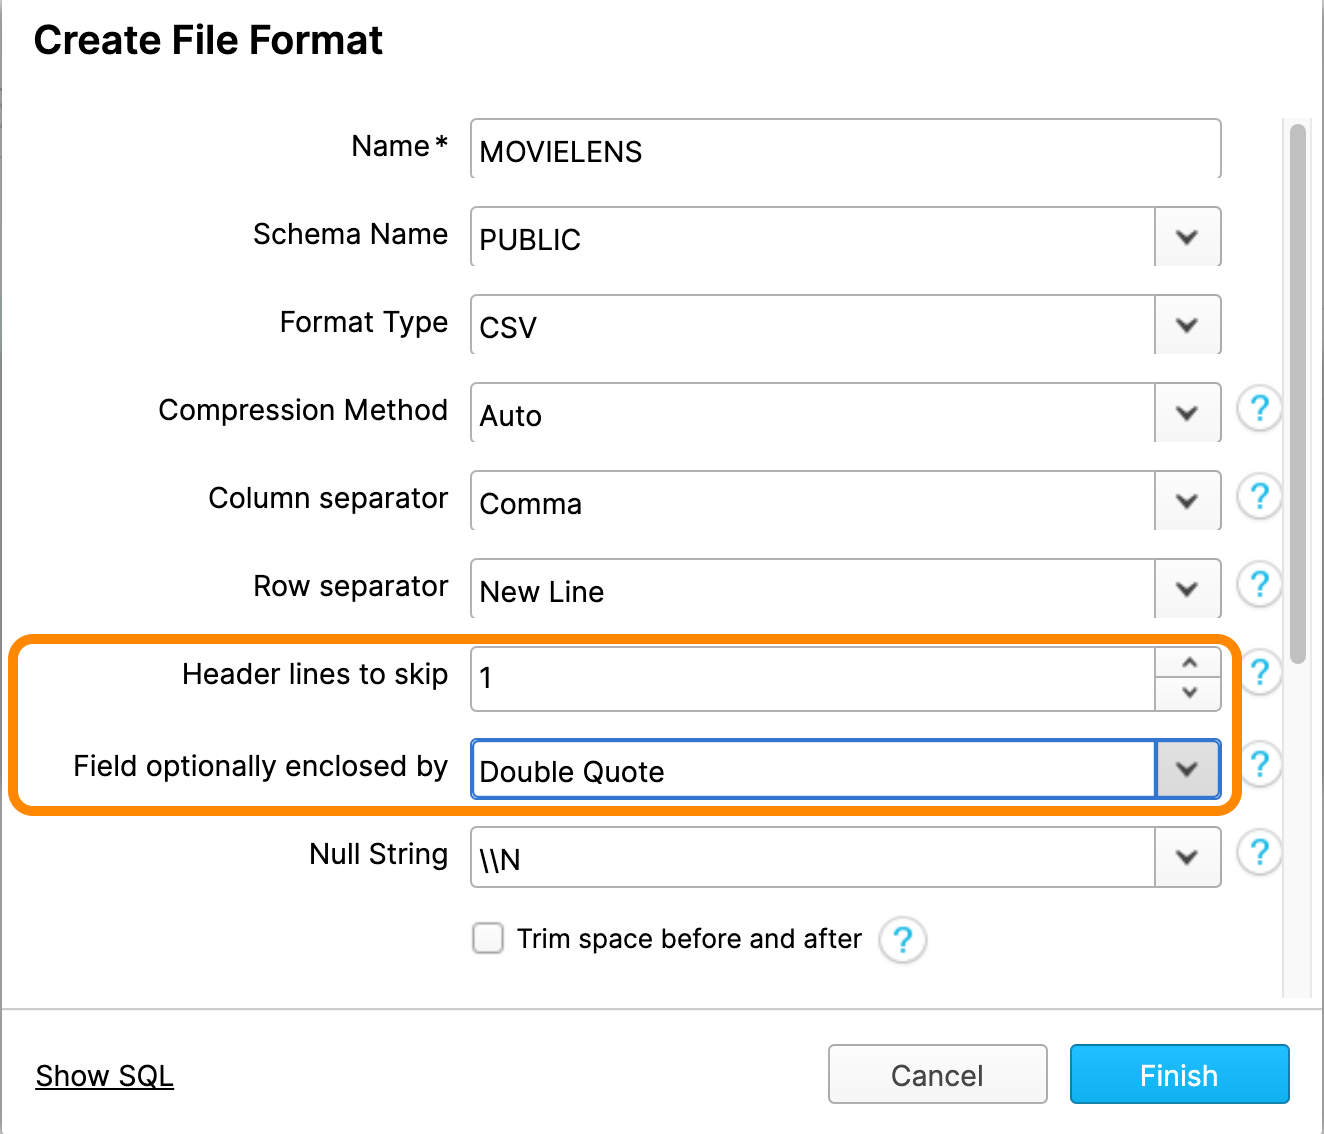 Create File Format
Name* MOVIELENS
Schema Name PUBLIC
Format Type CSV
Compression Method Auto ?
Column separator Comma ?
Row separator New Line ?
Header lines to skip 1 ?
Field optionally enclosed by Double Quote ?
Null String \\N ?
Trim space before and after ?
Show SQL Cancel Finish